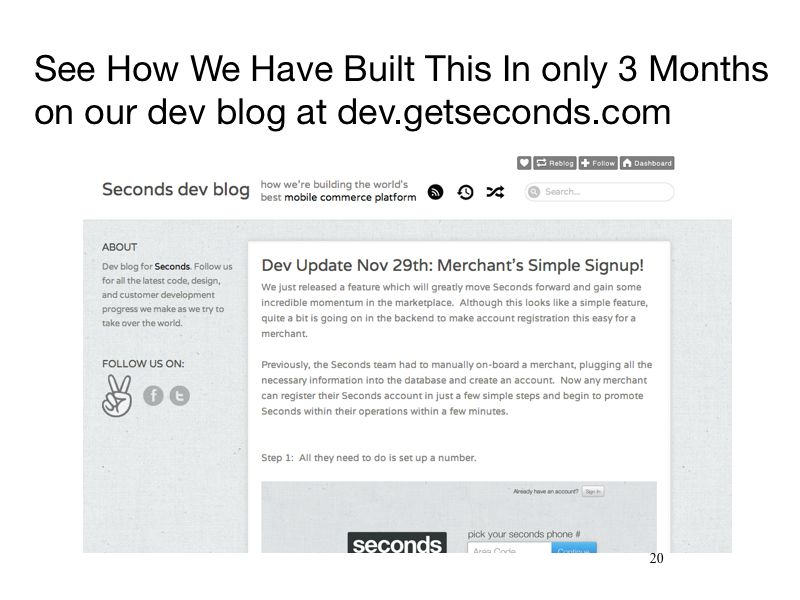 See How We Have Built This In only 3 Months
on our dev blog at dev.getseconds.com
Reblog Follow Dashboard
Seconds dev blog
how we're building the world's
best mobile commerce platform
Search...
ABOUT
Dev blog for Seconds. Follow us
for all the latest code, design,
and customer development
progress we make as we try to
take over the world.
FOLLOW US ON:
f t
Dev Update Nov 29th: Merchant's Simple Signup!
We just released a feature which will greatly move Seconds forward and gain some
incredible momentum in the marketplace. Although this looks like a simple feature,
quite a bit is going on in the backend to make account registration this easy for a
merchant.
Previously, the Seconds team had to manually on-board a merchant, plugging all the
necessary information into the database and create an account. Now any merchant
can register their Seconds account in just a few simple steps and begin to promote
Seconds within their operations within a few minutes.
Step 1: All they need to do is set up a number.
Already have an account? Sign In
pick your seconds phone #
seconds
Area Code
Continue
20